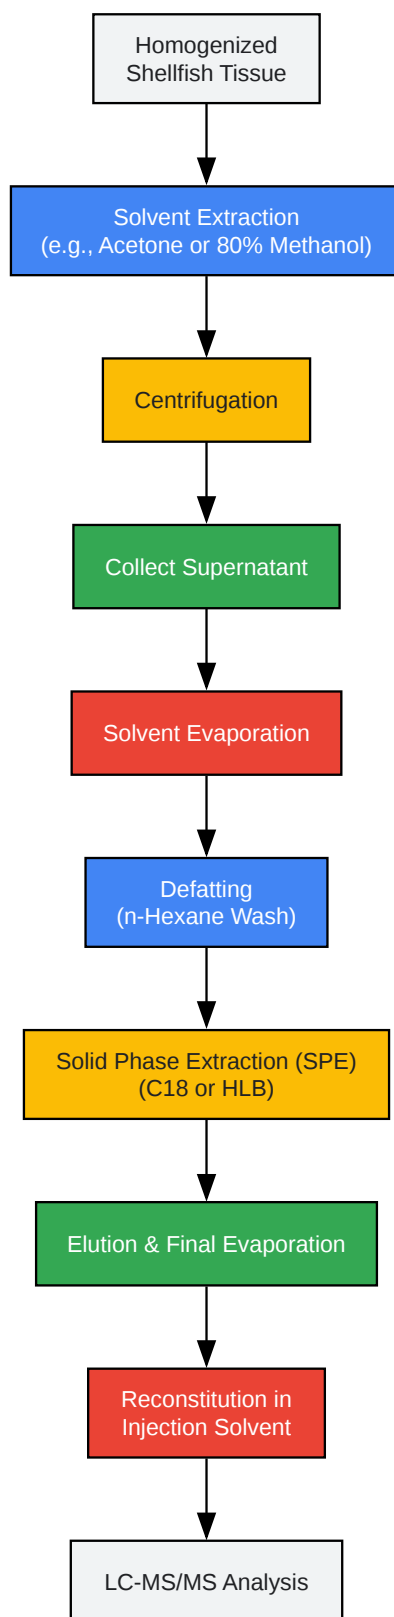 Homogenized
Shellfish Tissue
Solvent Extraction
(e.g., Acetone or 80% Methanol)
Centrifugation
Collect Supernatant
Solvent Evaporation
Defatting
(n-Hexane Wash)
Solid Phase Extraction (SPE)
(C18 or HLB)
Elution & Final Evaporation
Reconstitution in
Injection Solvent
LC-MS/MS Analysis